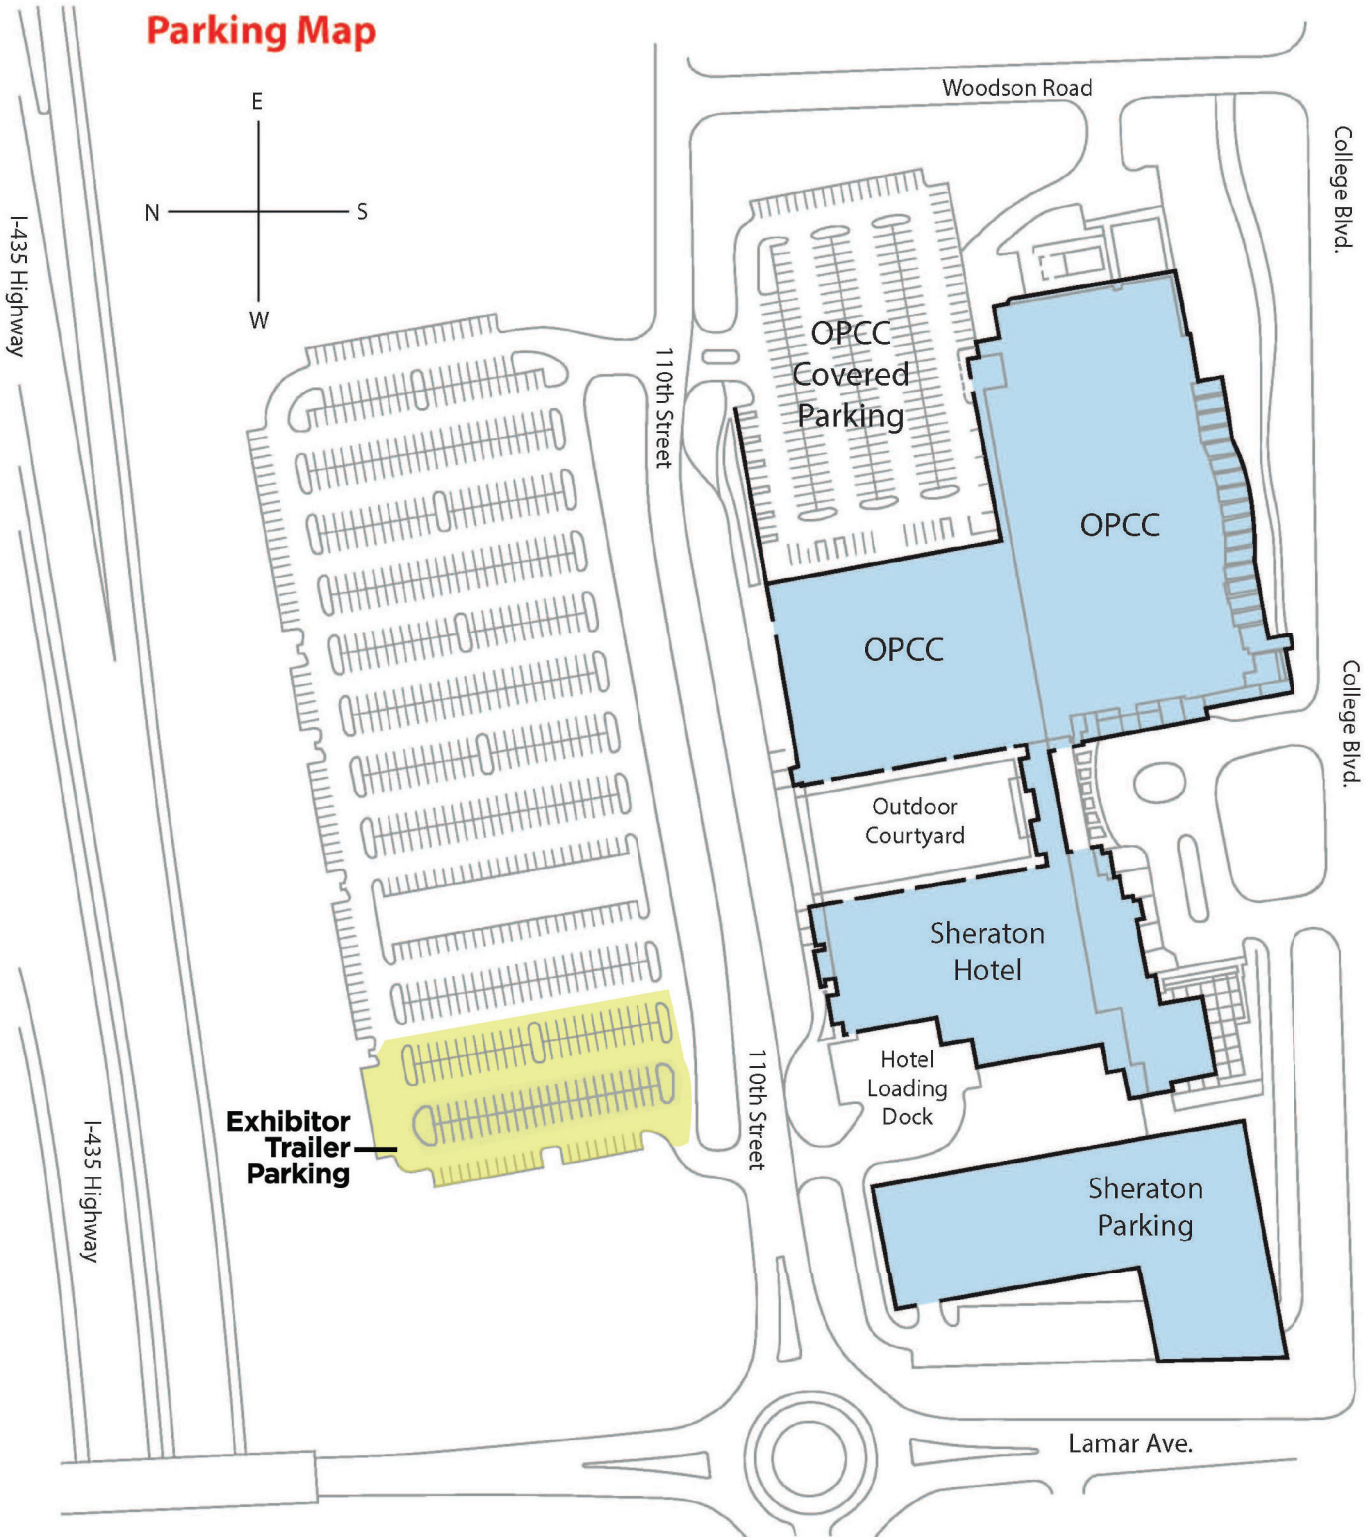 Parking Map
E
N
S
W
Woodson Road
College Blvd.
I-435 Highway
110th Street
OPCC
Covered
Parking
OPCC
OPCC
College Blvd.
Outdoor
Courtyard
Sheraton
Hotel
Hotel
Loading
Dock
110th Street
Exhibitor
Trailer
Parking
I-435 Highway
Sheraton
Parking
Lamar Ave.